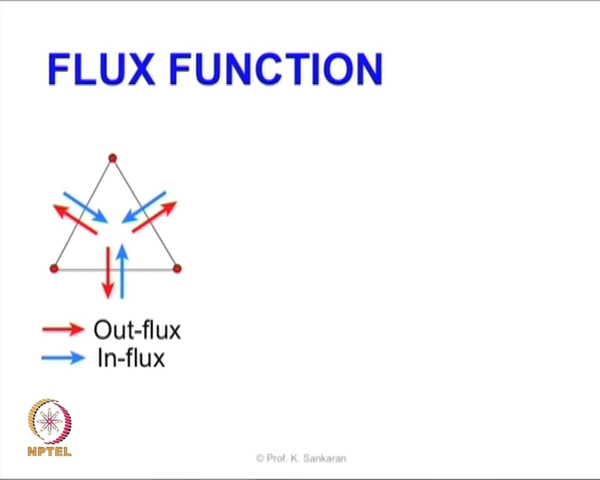 FLUX FUNCTION
Out-flux
In-flux
NPTEL
© Prof. K. Sankaran